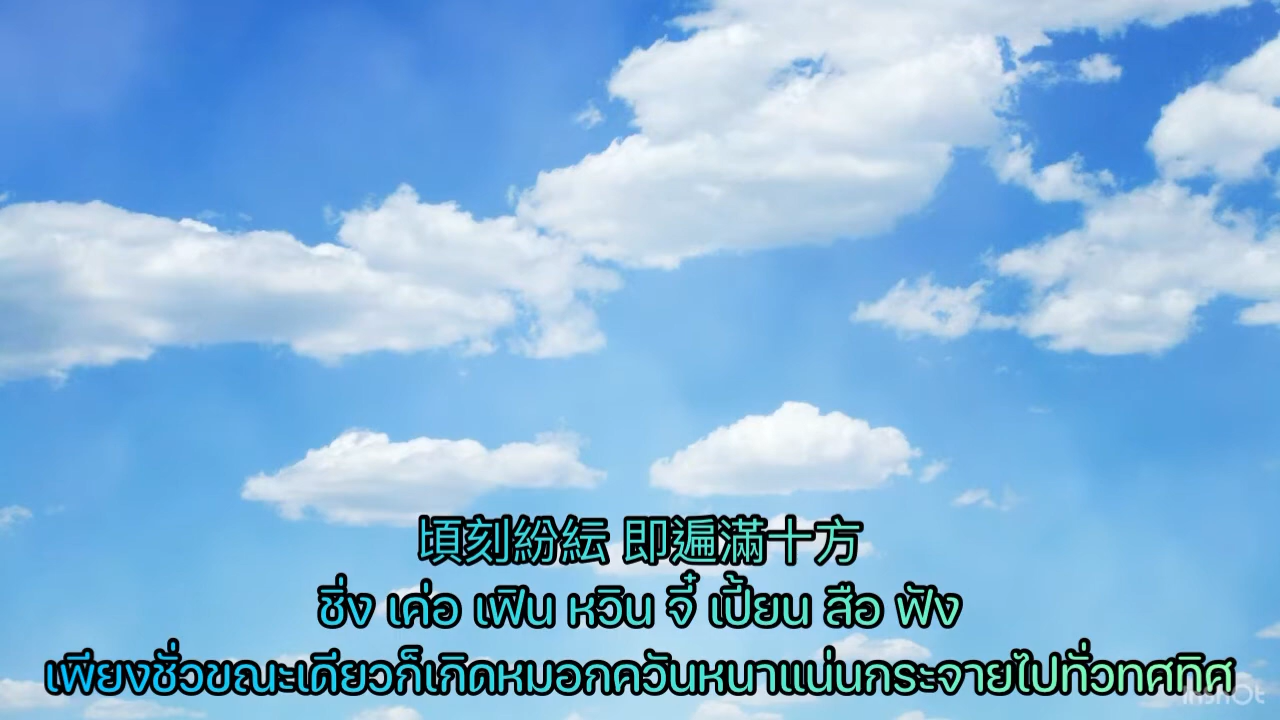 頃刻紛紜 即遍滿十方
ชิ่ง เค่อ เฟิน หวิน จี๋ เปี้ยน สือ ฟัง
เพียงชั่วขณะเดียวก็เกิดหมอกควันหนาแน่นกระจายไปทั่วทศทิศ
InShOt